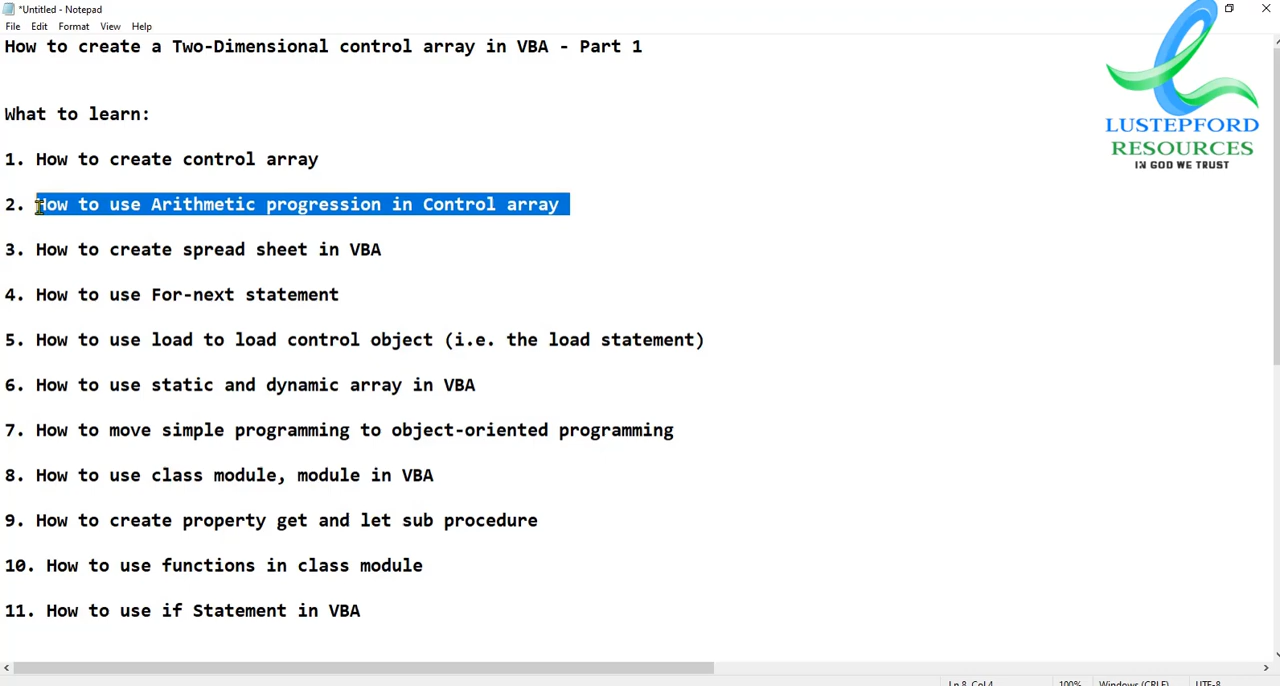 *Untitled - Notepad
File Edit Format View Help
How to create a Two-Dimensional control array in VBA - Part 1
What to learn:
1. How to create control array
2. How to use Arithmetic progression in Control array
3. How to create spread sheet in VBA
4. How to use For-next statement
5. How to use load to load control object (i.e. the load statement)
6. How to use static and dynamic array in VBA
7. How to move simple programming to object-oriented programming
8. How to use class module, module in VBA
9. How to create property get and let sub procedure
10. How to use functions in class module
11. How to use if Statement in VBA
LUSTEPFORD
RESOURCES
IN GOD WE TRUST
Ln 8, Col 4 100% Windows (CRLF) UTF-8